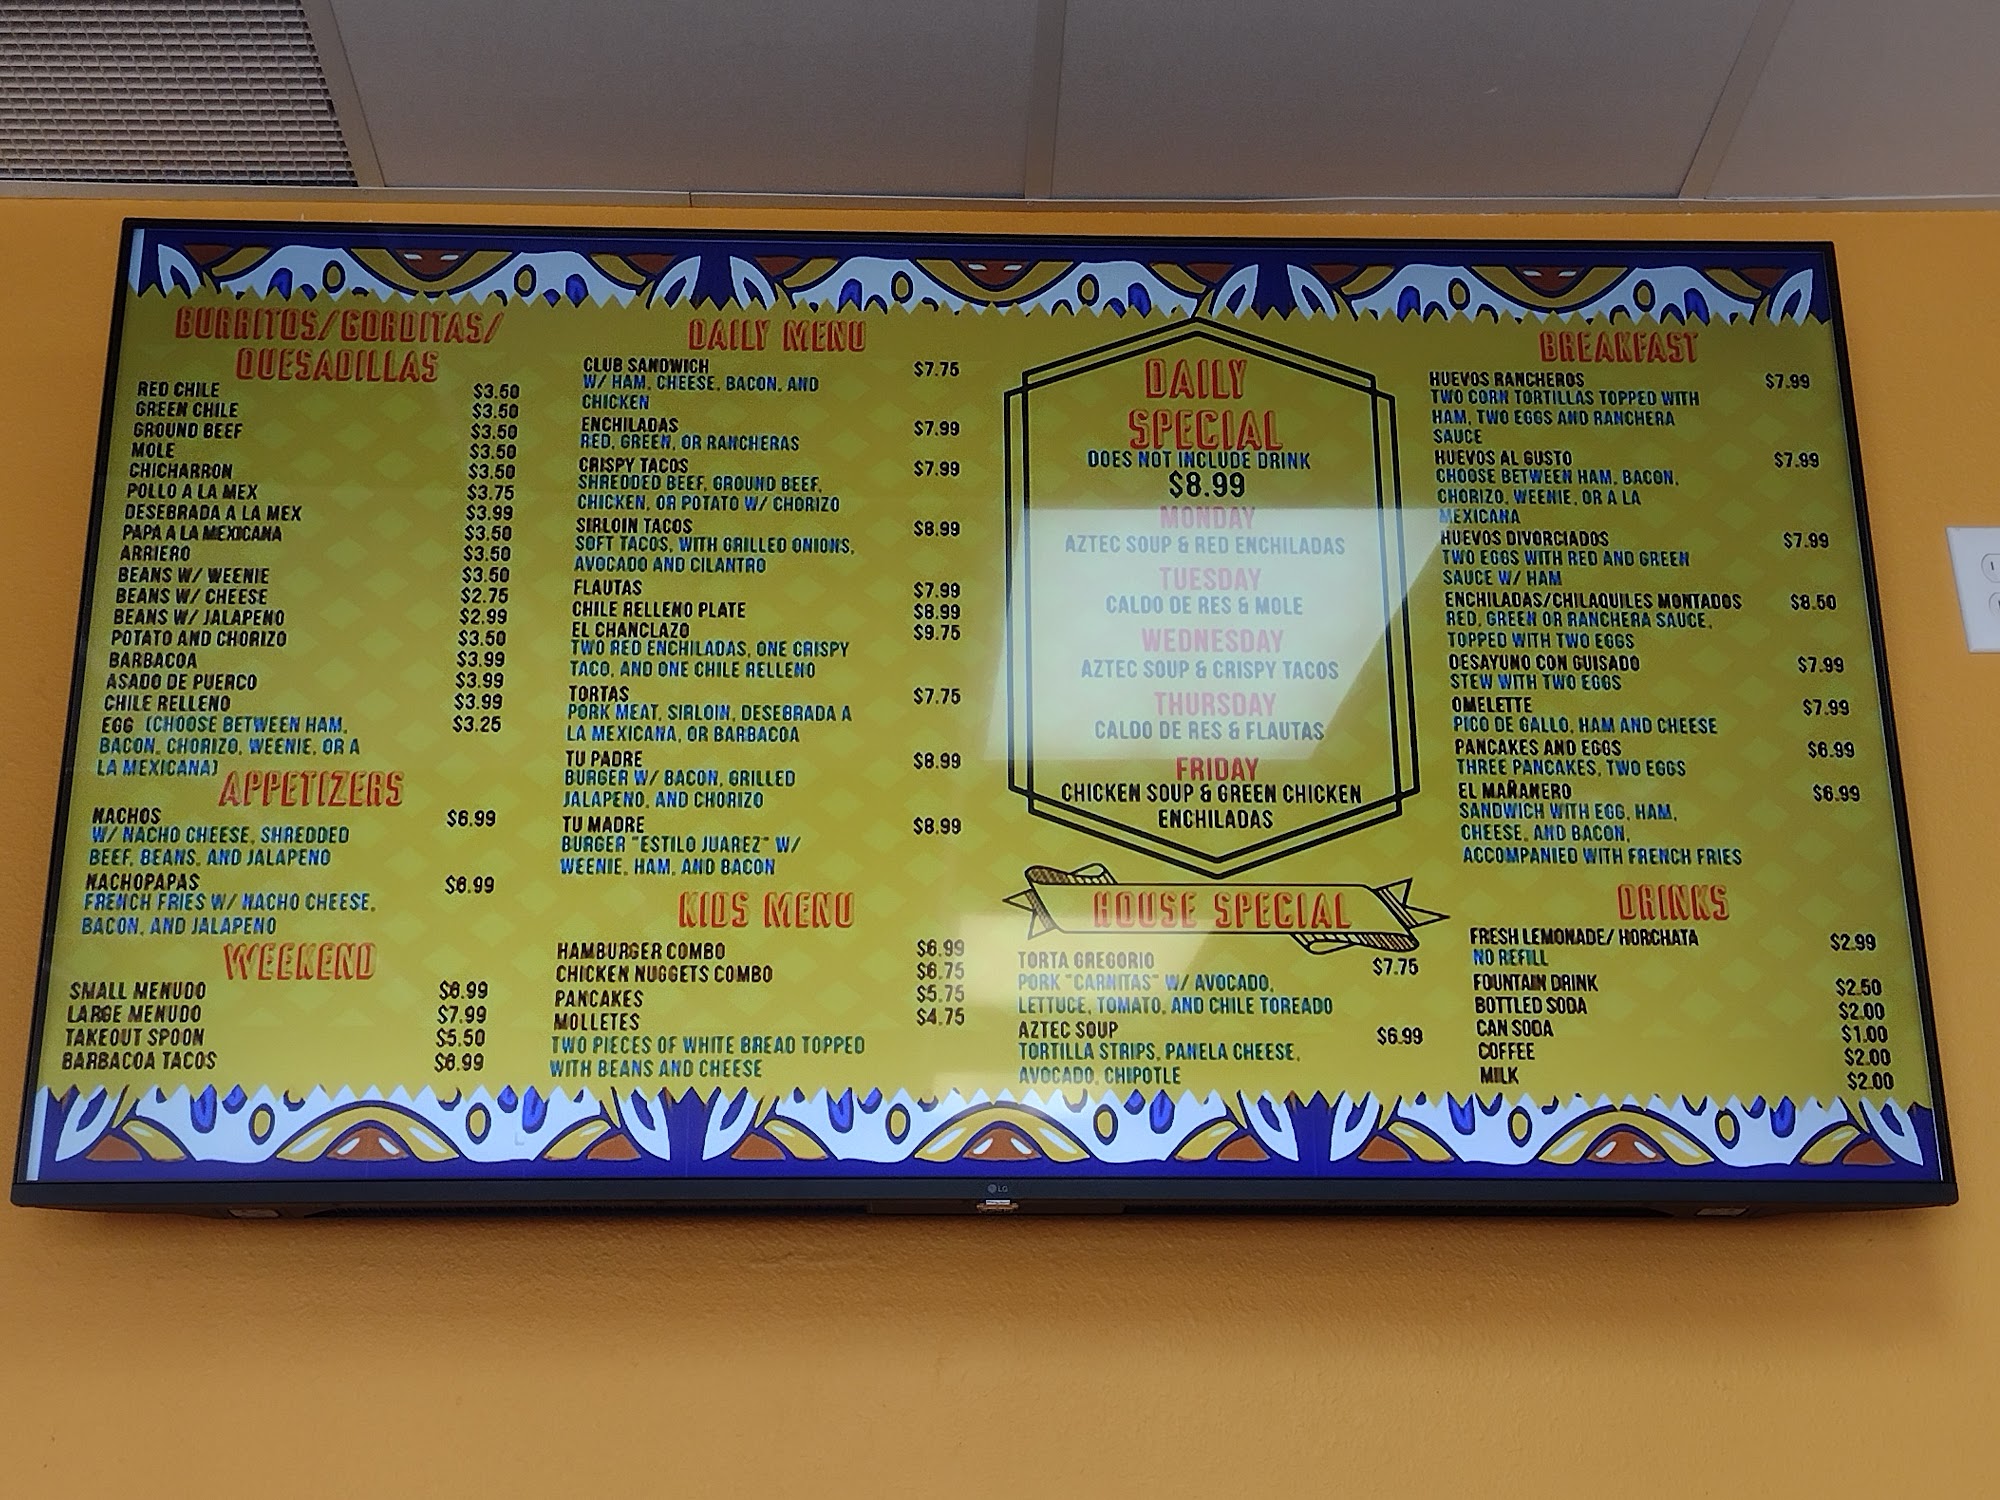 BURRITOS/GORDITAS/
QUESADILLAS
RED CHILE $3.50
GREEN CHILE $3.50
GROUND BEEF $3.50
MOLE $3.50
CHICHARRON $3.50
POLLO A LA MEX $3.75
DESEBRADA A LA MEX $3.99
PAPA A LA MEXICANA $3.50
ARRIERO $3.50
BEANS W/ WEENIE $3.50
BEANS W/ CHEESE $2.75
BEANS W/ JALAPENO $2.99
POTATO AND CHORIZO $3.50
BARBACOA $3.99
ASADO DE PUERCO $3.99
CHILE RELLENO $3.99
EGG (CHOOSE BETWEEN HAM, $3.25
BACON, CHORIZO, WEENIE, OR A
LA MEXICANA)
APPETIZERS
NACHOS $6.99
W/ NACHO CHEESE, SHREDDED
BEEF, BEANS, AND JALAPENO
NACHOPAPAS $6.99
FRENCH FRIES W/ NACHO CHEESE,
BACON, AND JALAPENO
WEEKEND
SMALL MENUDO $6.99
LARGE MENUDO $7.99
TAKEOUT SPOON $5.50
BARBACOA TACOS $6.99
DAILY MENU
CLUB SANDWICH $7.75
W/ HAM, CHEESE, BACON, AND
CHICKEN
ENCHILADAS $7.99
RED, GREEN, OR RANCHERAS
CRISPY TACOS $7.99
SHREDDED BEEF, GROUND BEEF,
CHICKEN, OR POTATO W/ CHORIZO
SIRLOIN TACOS $8.99
SOFT TACOS, WITH GRILLED ONIONS,
AVOCADO AND CILANTRO
FLAUTAS $7.99
CHILE RELLENO PLATE $8.99
EL CHANCLAZO $9.75
TWO RED ENCHILADAS, ONE CRISPY
TACO, AND ONE CHILE RELLENO
TORTAS $7.75
PORK MEAT, SIRLOIN, DESEBRADA A
LA MEXICANA, OR BARBACOA
TU PADRE $8.99
BURGER W/ BACON, GRILLED
JALAPENO, AND CHORIZO
TU MADRE $8.99
BURGER "ESTILO JUAREZ" W/
WEENIE, HAM, AND BACON
KIDS MENU
HAMBURGER COMBO $6.99
CHICKEN NUGGETS COMBO $6.75
PANCAKES $5.75
MOLLETES $4.75
TWO PIECES OF WHITE BREAD TOPPED
WITH BEANS AND CHEESE
DAILY
SPECIAL
DOES NOT INCLUDE DRINK
$8.99
MONDAY
AZTEC SOUP & RED ENCHILADAS
TUESDAY
CALDO DE RES & MOLE
WEDNESDAY
AZTEC SOUP & CRISPY TACOS
THURSDAY
CALDO DE RES & FLAUTAS
FRIDAY
CHICKEN SOUP & GREEN CHICKEN
ENCHILADAS
HOUSE SPECIAL
TORTA GREGORIO $7.75
PORK "CARNITAS" W/ AVOCADO,
LETTUCE, TOMATO, AND CHILE TOREADO
AZTEC SOUP $6.99
TORTILLA STRIPS, PANELA CHEESE,
AVOCADO, CHIPOTLE
BREAKFAST
HUEVOS RANCHEROS $7.99
TWO CORN TORTILLAS TOPPED WITH
HAM, TWO EGGS AND RANCHERA
SAUCE
HUEVOS AL GUSTO $7.99
CHOOSE BETWEEN HAM, BACON,
CHORIZO, WEENIE, OR A LA
MEXICANA
HUEVOS DIVORCIADOS $7.99
TWO EGGS WITH RED AND GREEN
SAUCE W/ HAM
ENCHILADAS/CHILAQUILES MONTADOS $8.50
RED, GREEN OR RANCHERA SAUCE,
TOPPED WITH TWO EGGS
DESAYUNO CON GUISADO $7.99
STEW WITH TWO EGGS
OMELETTE $7.99
PICO DE GALLO, HAM AND CHEESE
PANCAKES AND EGGS $6.99
THREE PANCAKES, TWO EGGS
EL MAÑANERO $6.99
SANDWICH WITH EGG, HAM,
CHEESE, AND BACON,
ACCOMPANIED WITH FRENCH FRIES
DRINKS
FRESH LEMONADE/ HORCHATA $2.99
NO REFILL
FOUNTAIN DRINK $2.50
BOTTLED SODA $2.00
CAN SODA $1.00
COFFEE $2.00
MILK $2.00
LG